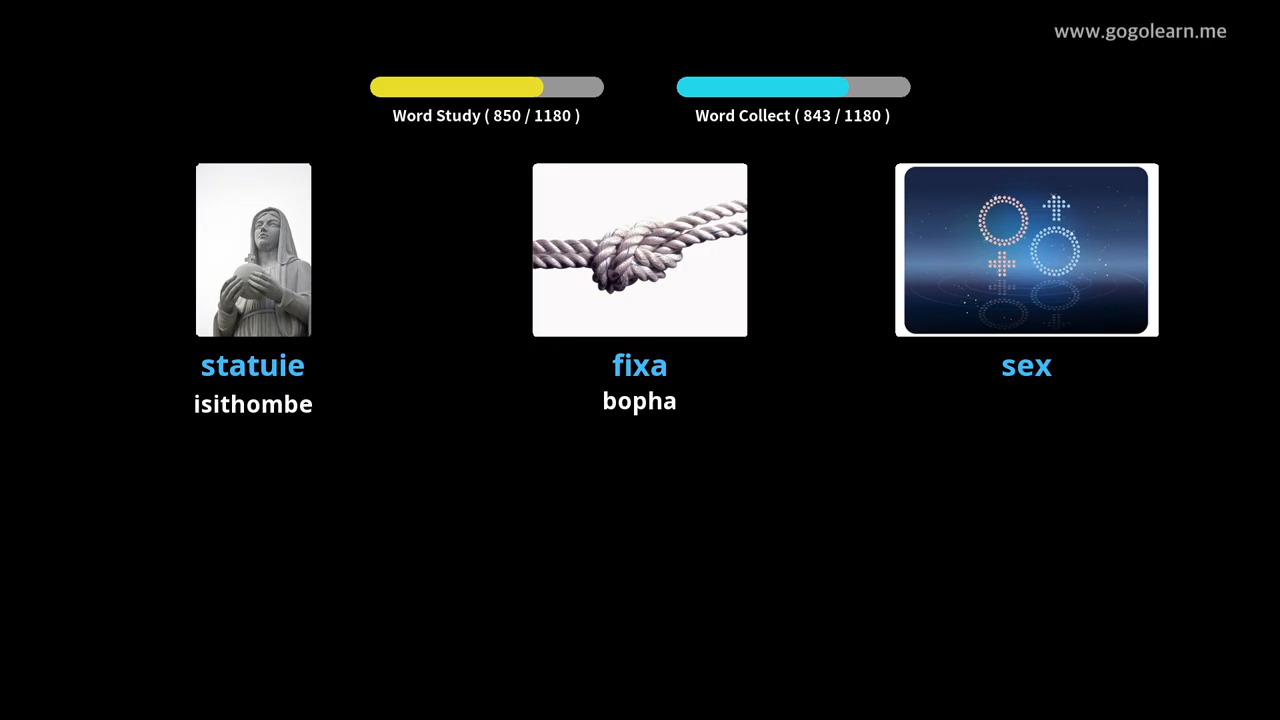 www.gogolearn.me
Word Study ( 850 / 1180 )
Word Collect ( 843 / 1180 )
statuie
fixa
sex
isithombe
bopha